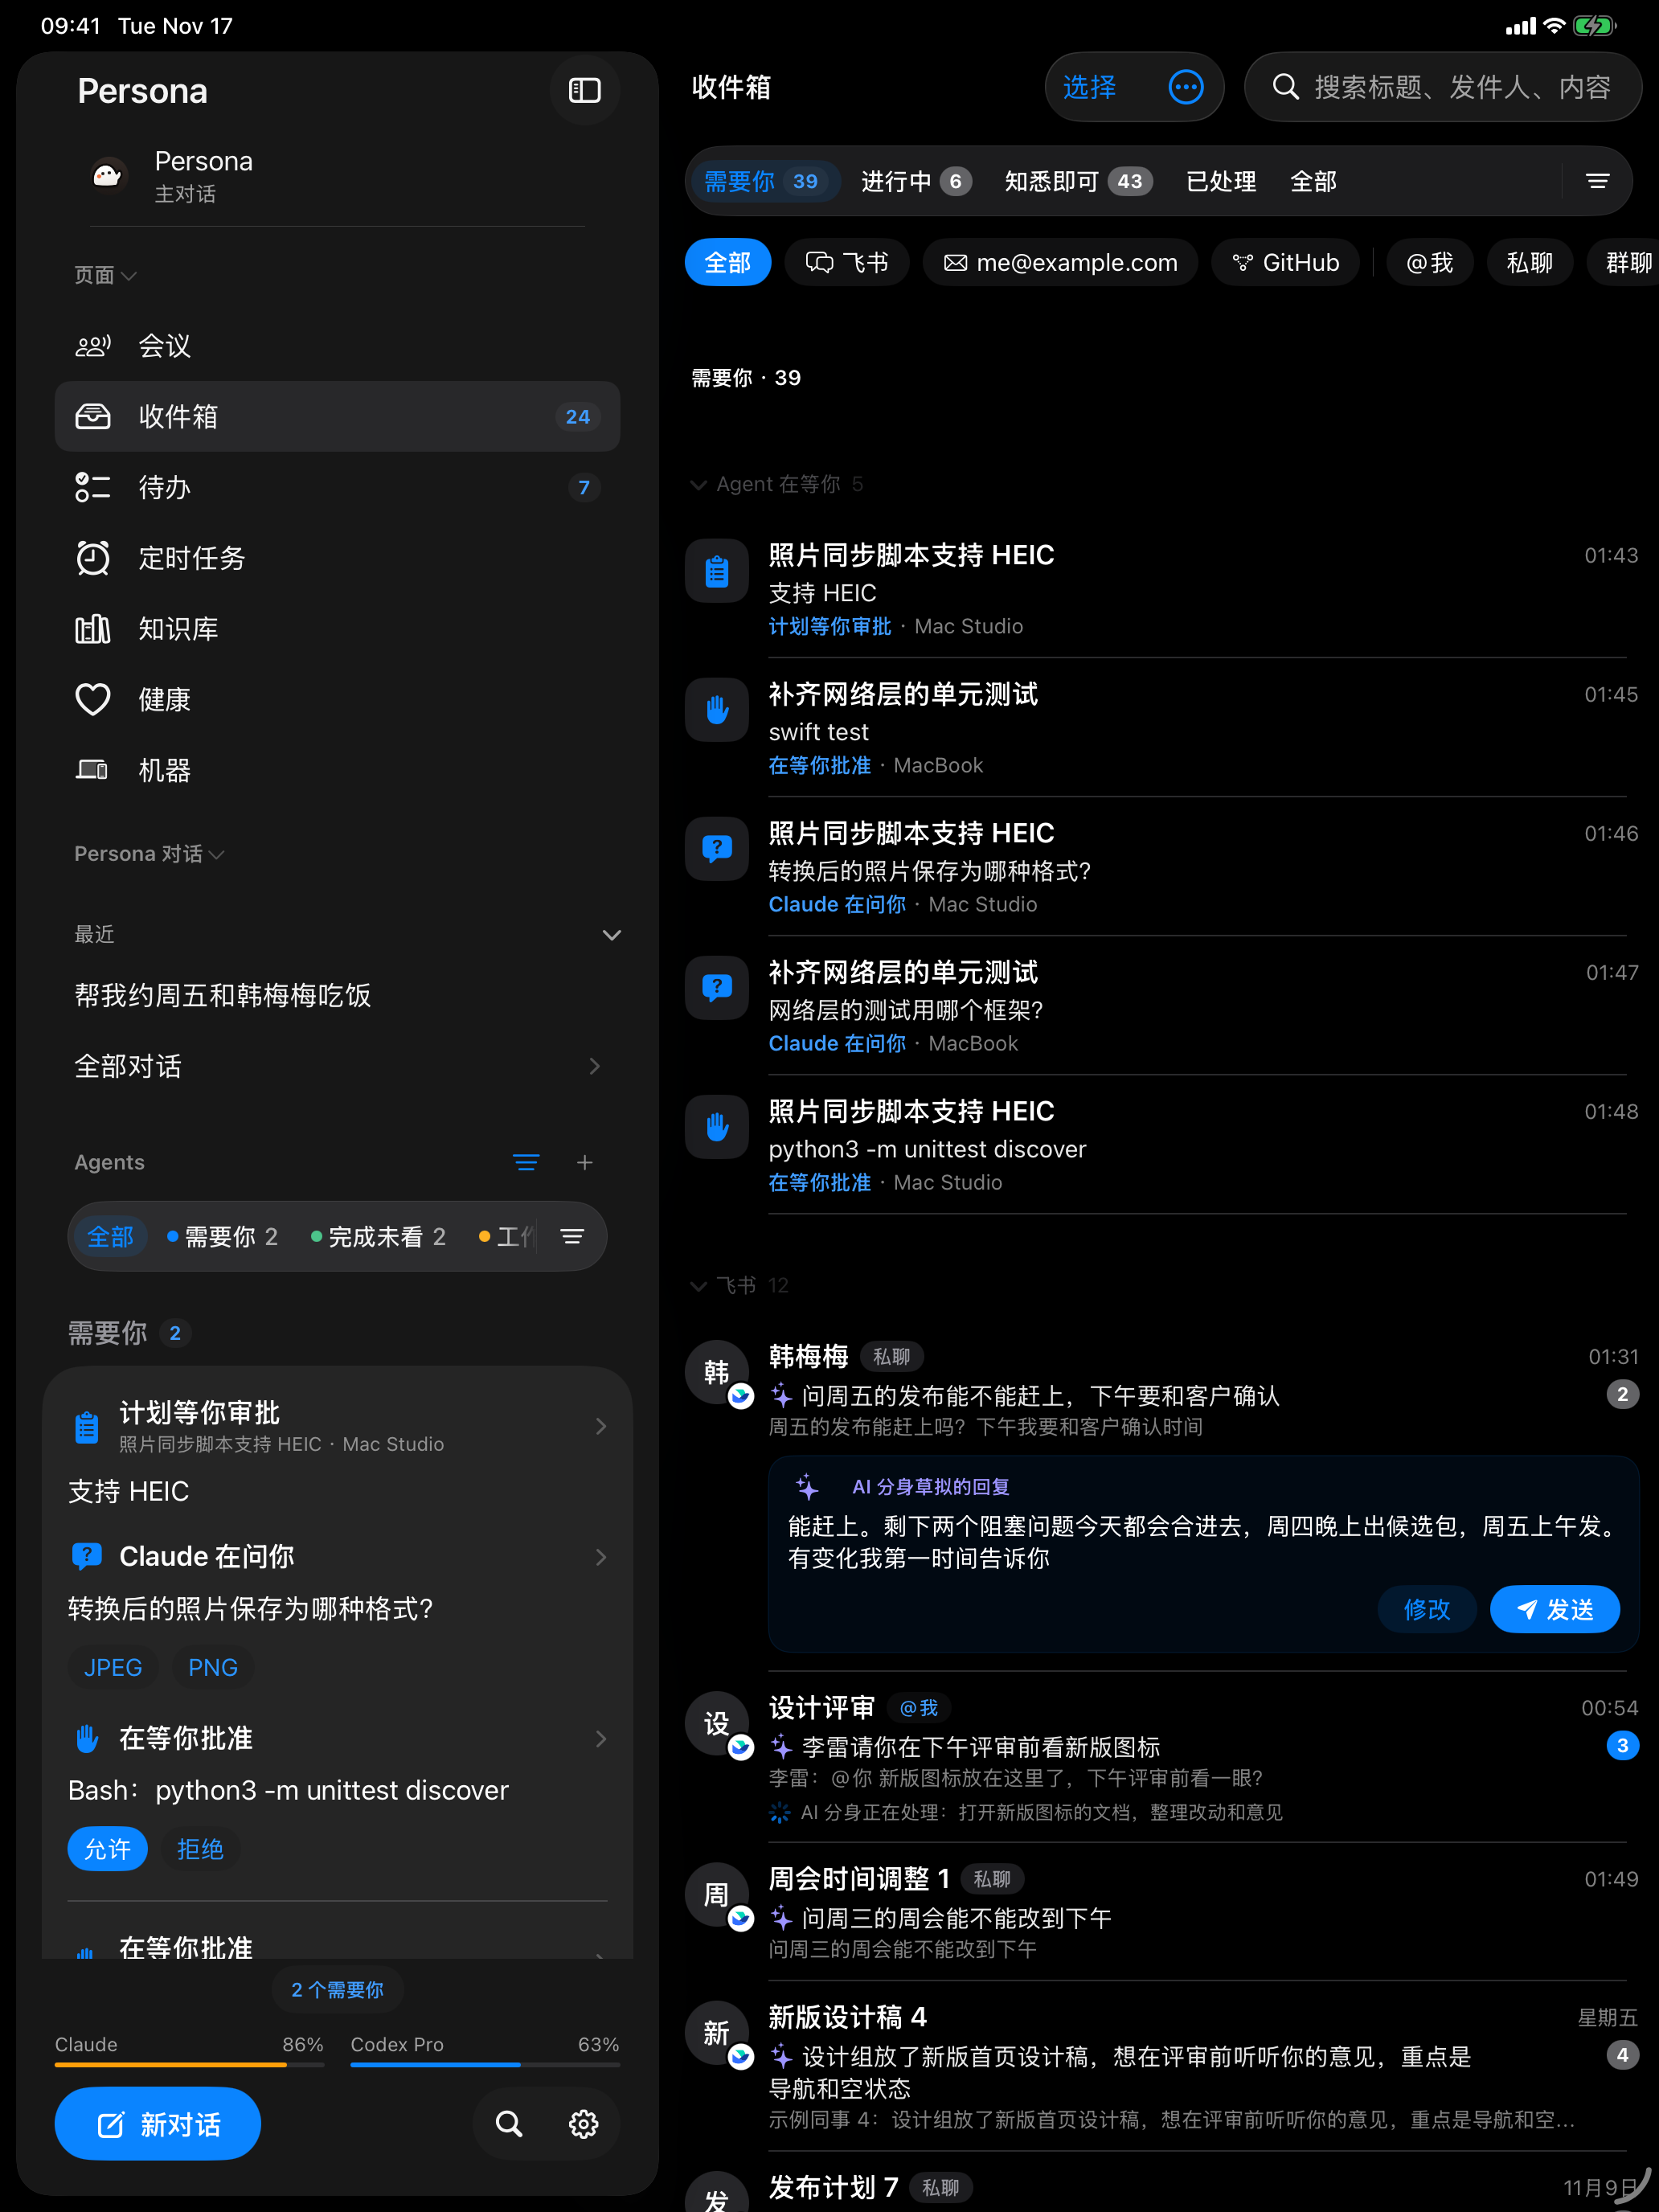 09:41 Tue Nov 17
Persona
Persona
主对话
页面
会议
收件箱 24
待办 7
定时任务
知识库
健康
机器
Persona 对话
最近
帮我约周五和韩梅梅吃饭
全部对话
Agents
全部 需要你 2 完成未看 2 工作
需要你 2
计划等你审批
照片同步脚本支持 HEIC · Mac Studio
支持 HEIC
Claude 在问你
转换后的照片保存为哪种格式?
JPEG PNG
在等你批准
Bash：python3 -m unittest discover
允许 拒绝
在等你批准
2 个需要你
Claude 86% Codex Pro 63%
新对话
收件箱
选择
搜索标题、发件人、内容
需要你 39 进行中 6 知悉即可 43 已处理 全部
全部 飞书 me@example.com GitHub @我 私聊 群聊
需要你 · 39
Agent 在等你 5
照片同步脚本支持 HEIC 01:43
支持 HEIC
计划等你审批 · Mac Studio
补齐网络层的单元测试 01:45
swift test
在等你批准 · MacBook
照片同步脚本支持 HEIC 01:46
转换后的照片保存为哪种格式?
Claude 在问你 · Mac Studio
补齐网络层的单元测试 01:47
网络层的测试用哪个框架?
Claude 在问你 · MacBook
照片同步脚本支持 HEIC 01:48
python3 -m unittest discover
在等你批准 · Mac Studio
飞书 12
韩
韩梅梅 私聊 01:31
问周五的发布能不能赶上，下午要和客户确认 2
周五的发布能赶上吗？下午我要和客户确认时间
AI 分身草拟的回复
能赶上。剩下两个阻塞问题今天都会合进去，周四晚上出候选包，周五上午发。
有变化我第一时间告诉你
修改 发送
设
设计评审 @我 00:54
李雷请你在下午评审前看新版图标 3
李雷：@你 新版图标放在这里了，下午评审前看一眼?
AI 分身正在处理：打开新版图标的文档，整理改动和意见
周
周会时间调整 1 私聊 01:49
问周三的周会能不能改到下午
问周三的周会能不能改到下午
新
新版设计稿 4 星期五
设计组放了新版首页设计稿，想在评审前听听你的意见，重点是 4
导航和空状态
示例同事 4：设计组放了新版首页设计稿，想在评审前听听你的意见，重点是导航和空…
发
发布计划 7 私聊 11月9日